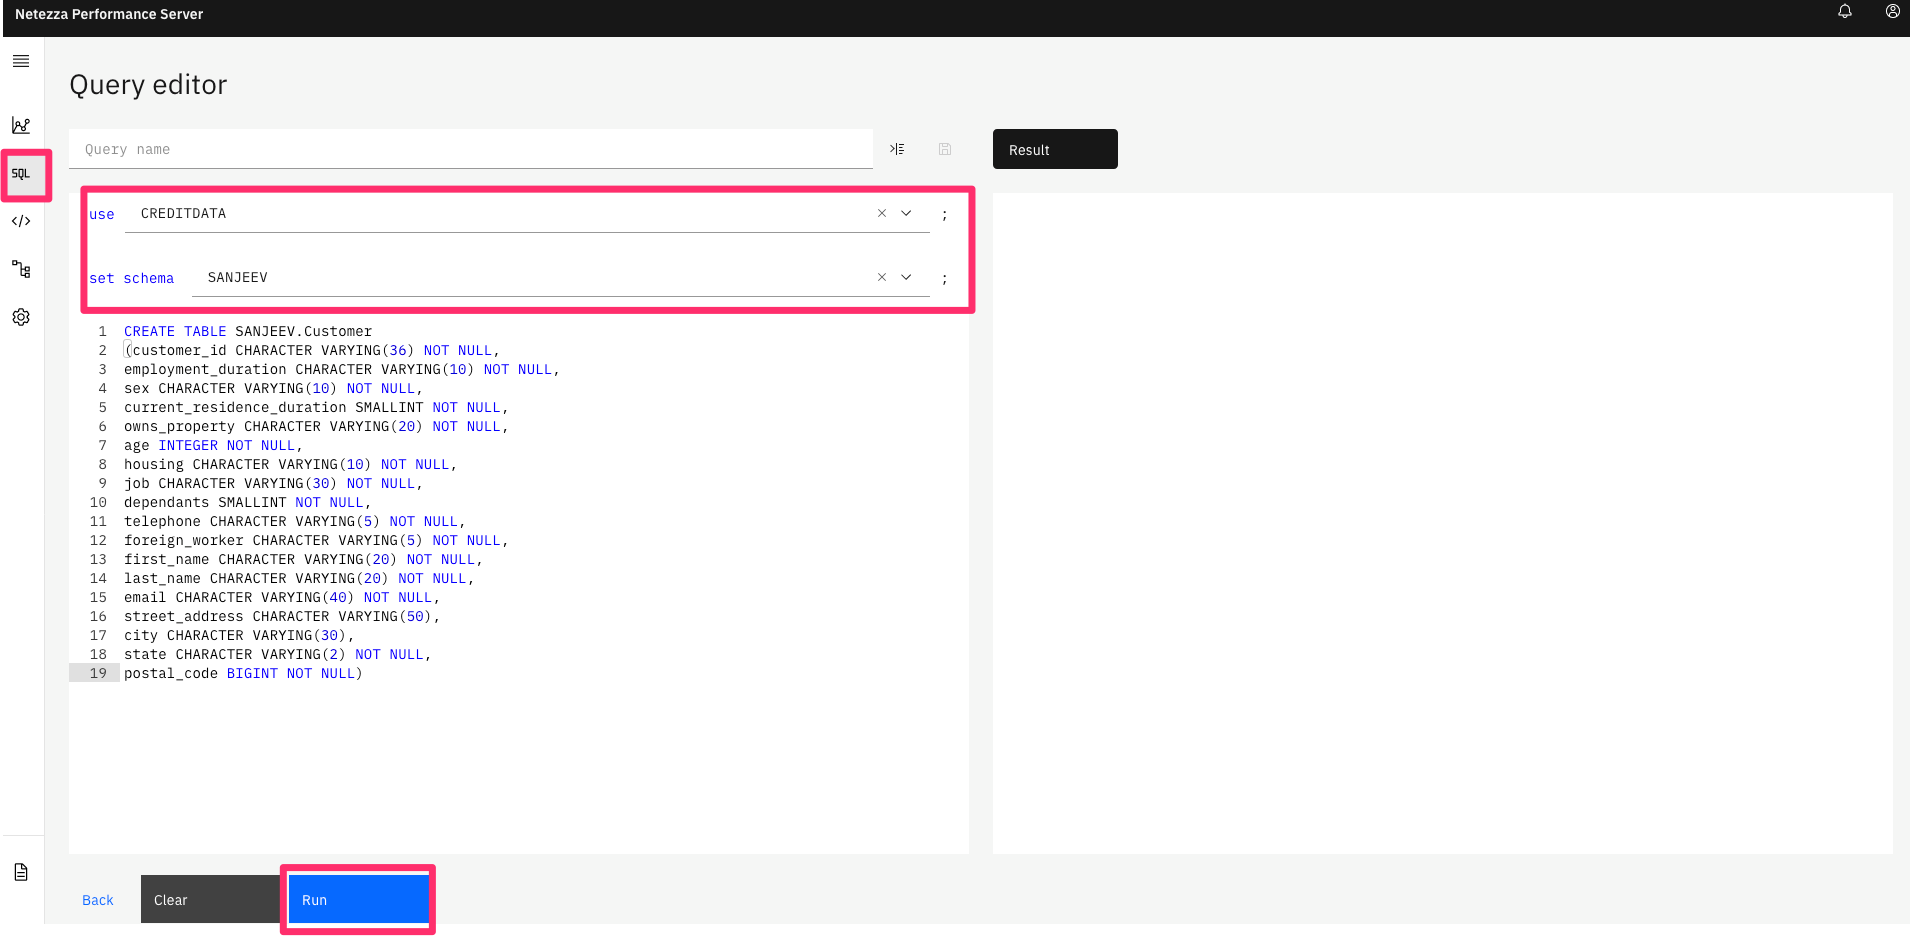 Netezza Performance Server
Query editor
Query name
Result
SQL
use CREDITDATA ;
set schema SANJEEV ;
1 CREATE TABLE SANJEEV.Customer
2 (customer_id CHARACTER VARYING(36) NOT NULL,
3 employment_duration CHARACTER VARYING(10) NOT NULL,
4 sex CHARACTER VARYING(10) NOT NULL,
5 current_residence_duration SMALLINT NOT NULL,
6 owns_property CHARACTER VARYING(20) NOT NULL,
7 age INTEGER NOT NULL,
8 housing CHARACTER VARYING(10) NOT NULL,
9 job CHARACTER VARYING(30) NOT NULL,
10 dependants SMALLINT NOT NULL,
11 telephone CHARACTER VARYING(5) NOT NULL,
12 foreign_worker CHARACTER VARYING(5) NOT NULL,
13 first_name CHARACTER VARYING(20) NOT NULL,
14 last_name CHARACTER VARYING(20) NOT NULL,
15 email CHARACTER VARYING(40) NOT NULL,
16 street_address CHARACTER VARYING(50),
17 city CHARACTER VARYING(30),
18 state CHARACTER VARYING(2) NOT NULL,
19 postal_code BIGINT NOT NULL)
Back
Clear
Run